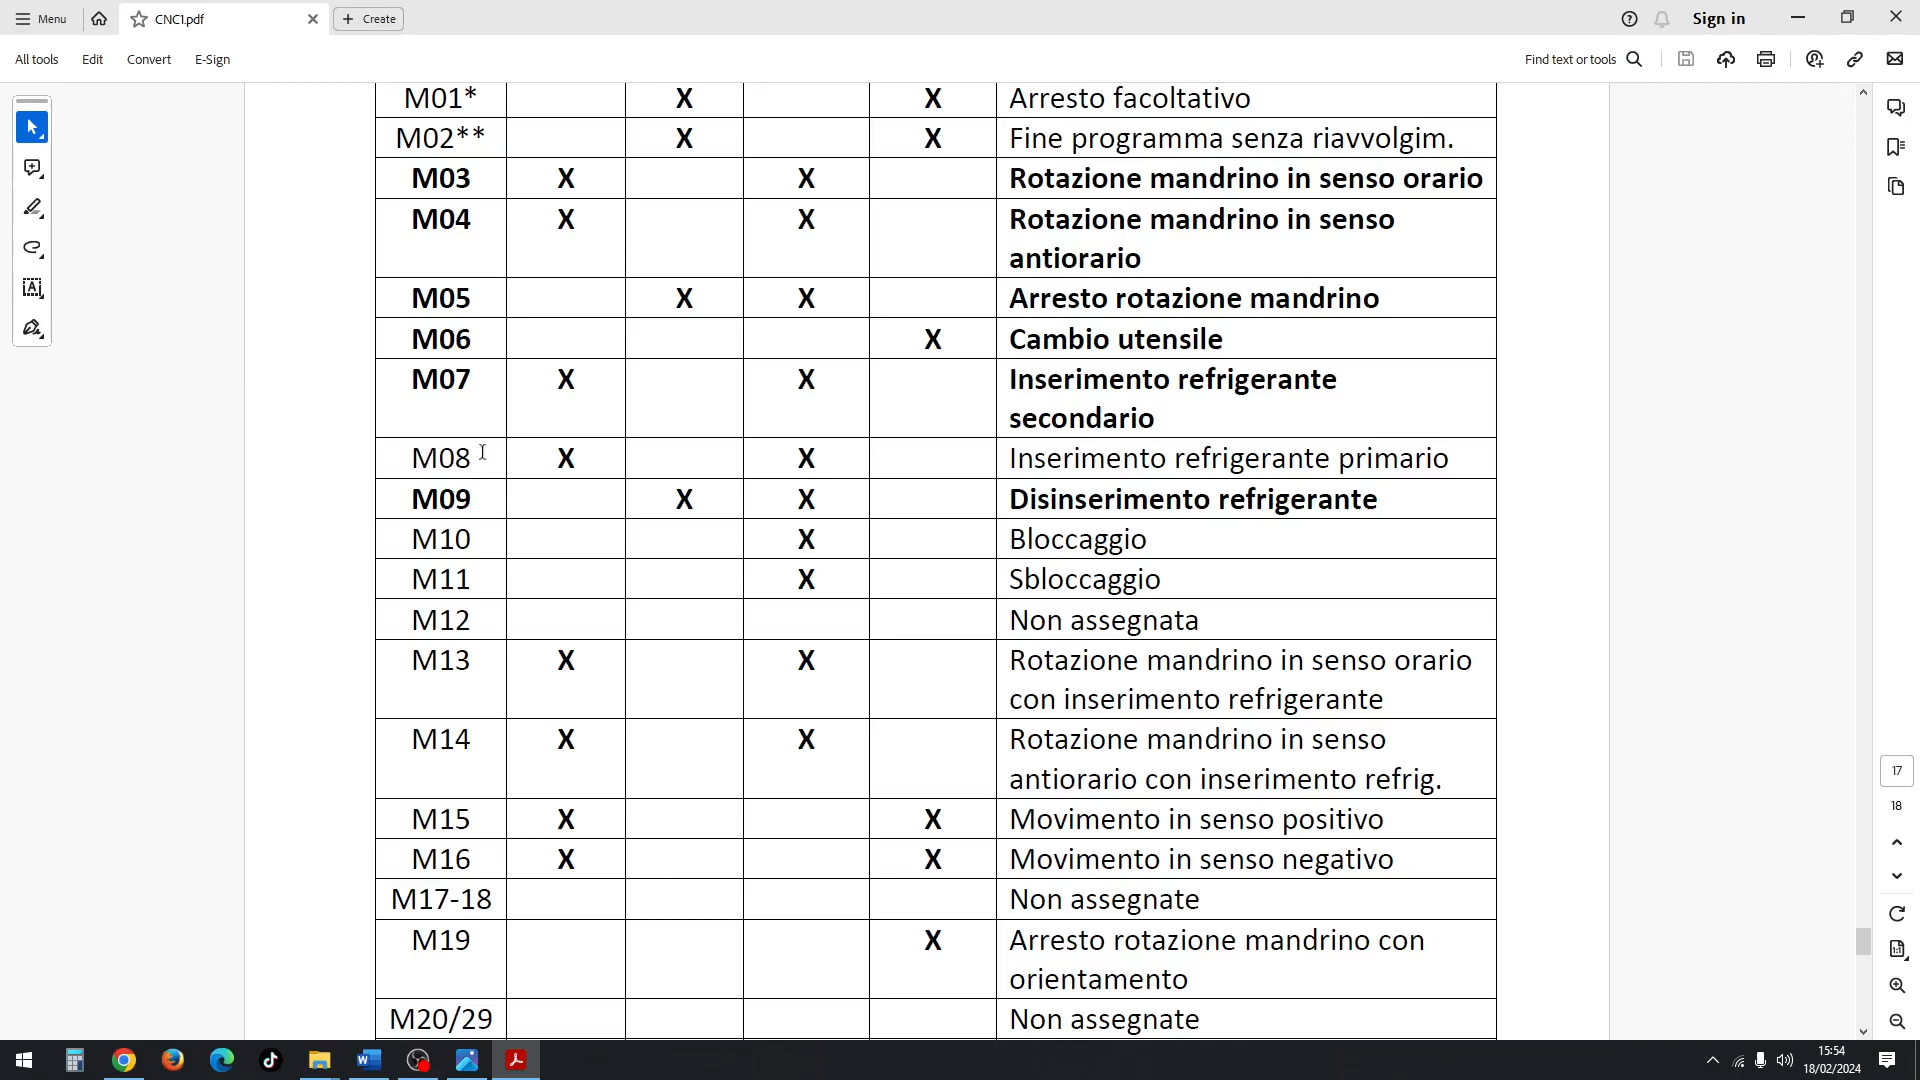 Menu
CNC1.pdf
Create
Sign in
All tools
Edit
Convert
E-Sign
Find text or tools
M01* X X Arresto facoltativo
M02** X X Fine programma senza riavvolgim.
M03 X X Rotazione mandrino in senso orario
M04 X X Rotazione mandrino in senso
antiorario
M05 X X Arresto rotazione mandrino
M06 X Cambio utensile
M07 X X Inserimento refrigerante
secondario
M08 X X Inserimento refrigerante primario
M09 X X Disinserimento refrigerante
M10 X Bloccaggio
M11 X Sbloccaggio
M12 Non assegnata
M13 X X Rotazione mandrino in senso orario
con inserimento refrigerante
M14 X X Rotazione mandrino in senso
antiorario con inserimento refrig.
M15 X X Movimento in senso positivo
M16 X X Movimento in senso negativo
M17-18 Non assegnate
M19 X Arresto rotazione mandrino con
orientamento
M20/29 Non assegnate
17
18
15:54
18/02/2024